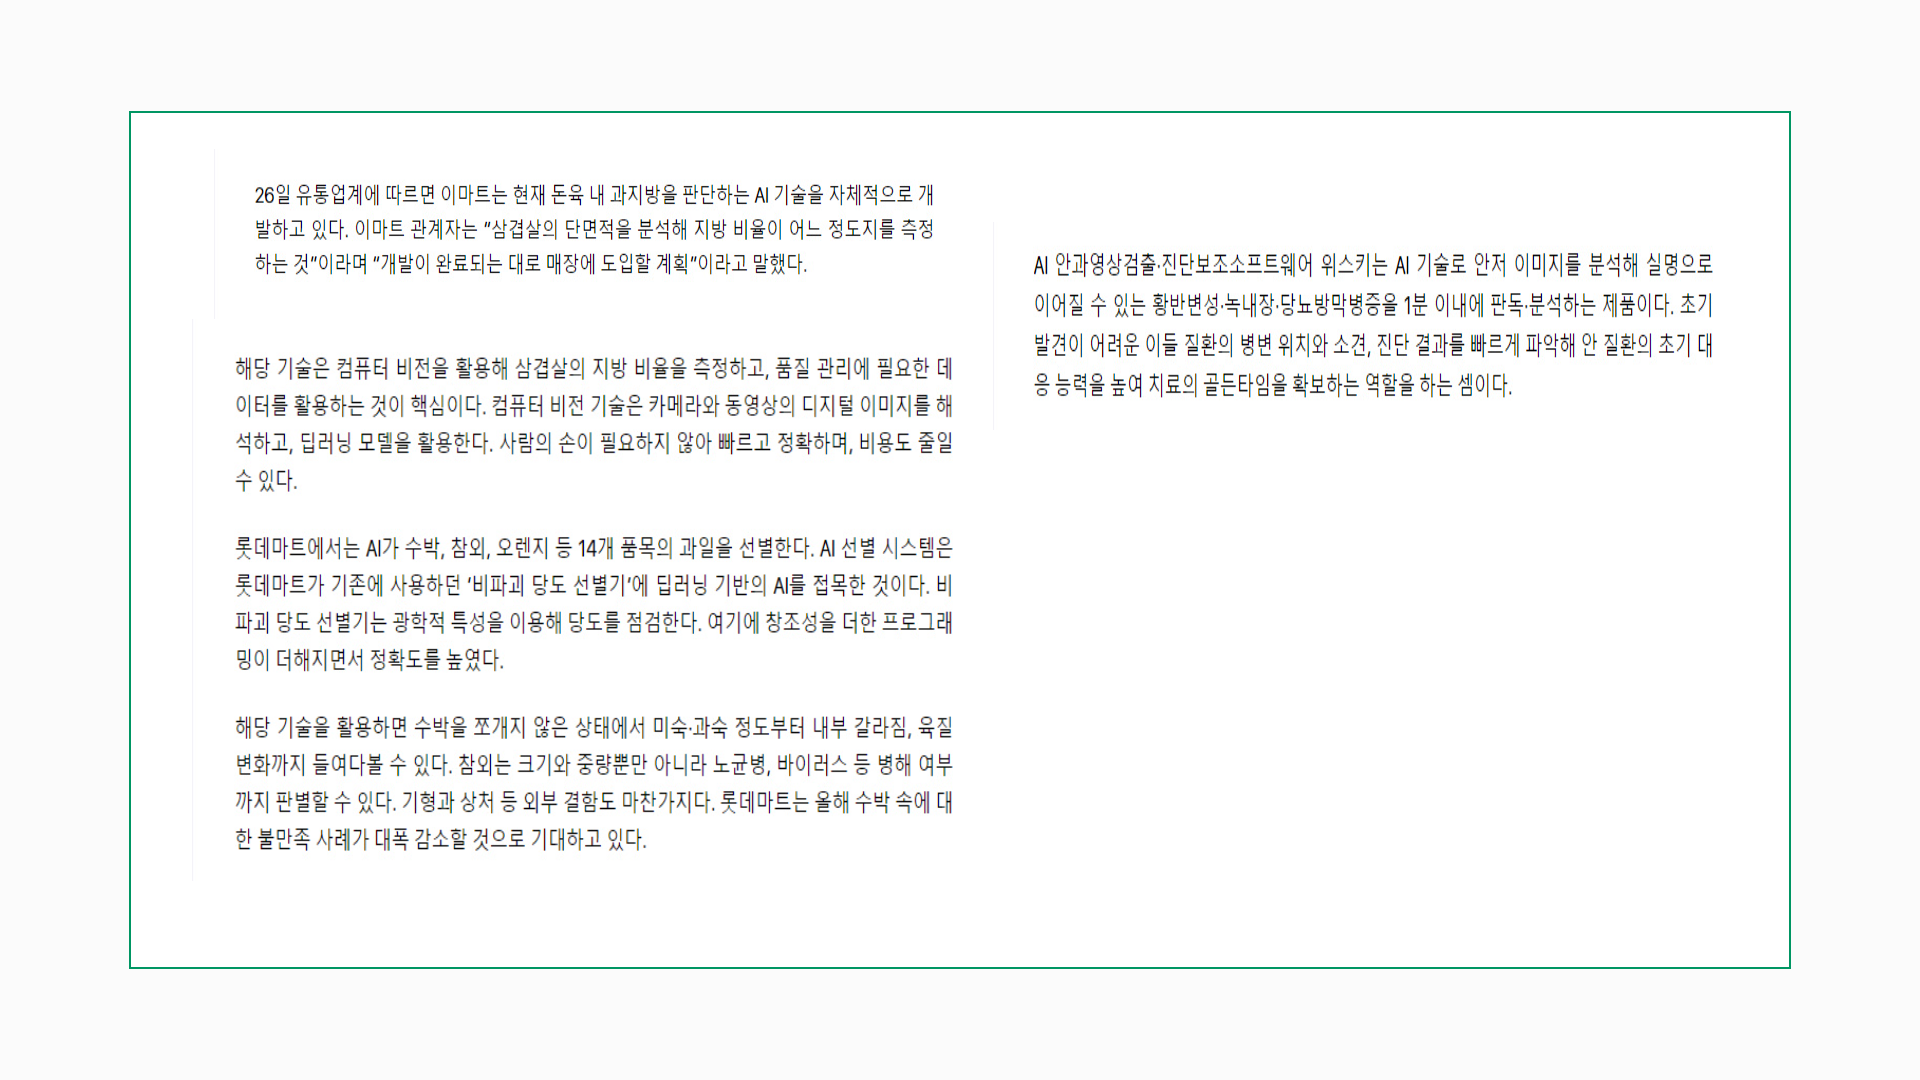 26일 유통업계에 따르면 이마트는 현재 돈육 내 과지방을 판단하는 AI 기술을 자체적으로 개
발하고 있다. 이마트 관계자는 "삼겹살의 단면적을 분석해 지방 비율이 어느 정도지를 측정
하는 것"이라며 "개발이 완료되는 대로 매장에 도입할 계획"이라고 말했다.
해당 기술은 컴퓨터 비전을 활용해 삼겹살의 지방 비율을 측정하고, 품질 관리에 필요한 데
이터를 활용하는 것이 핵심이다. 컴퓨터 비전 기술은 카메라와 동영상의 디지털 이미지를 해
석하고, 딥러닝 모델을 활용한다. 사람의 손이 필요하지 않아 빠르고 정확하며, 비용도 줄일
수 있다.
롯데마트에서는 AI가 수박, 참외, 오렌지 등 14개 품목의 과일을 선별한다. AI 선별 시스템은
롯데마트가 기존에 사용하던 '비파괴 당도 선별기'에 딥러닝 기반의 AI를 접목한 것이다. 비
파괴 당도 선별기는 광학적 특성을 이용해 당도를 점검한다. 여기에 창조성을 더한 프로그래
밍이 더해지면서 정확도를 높였다.
해당 기술을 활용하면 수박을 쪼개지 않은 상태에서 미숙·과숙 정도부터 내부 갈라짐, 육질
변화까지 들여다볼 수 있다. 참외는 크기와 중량뿐만 아니라 노균병, 바이러스 등 병해 여부
까지 판별할 수 있다. 기형과 상처 등 외부 결함도 마찬가지다. 롯데마트는 올해 수박 속에 대
한 불만족 사례가 대폭 감소할 것으로 기대하고 있다.
AI 안과영상검출·진단보조소프트웨어 위스키는 AI 기술로 안저 이미지를 분석해 실명으로
이어질 수 있는 황반변성·녹내장·당뇨방막병증을 1분 이내에 판독·분석하는 제품이다. 초기
발견이 어려운 이들 질환의 병변 위치와 소견, 진단 결과를 빠르게 파악해 안 질환의 초기 대
응 능력을 높여 치료의 골든타임을 확보하는 역할을 하는 셈이다.